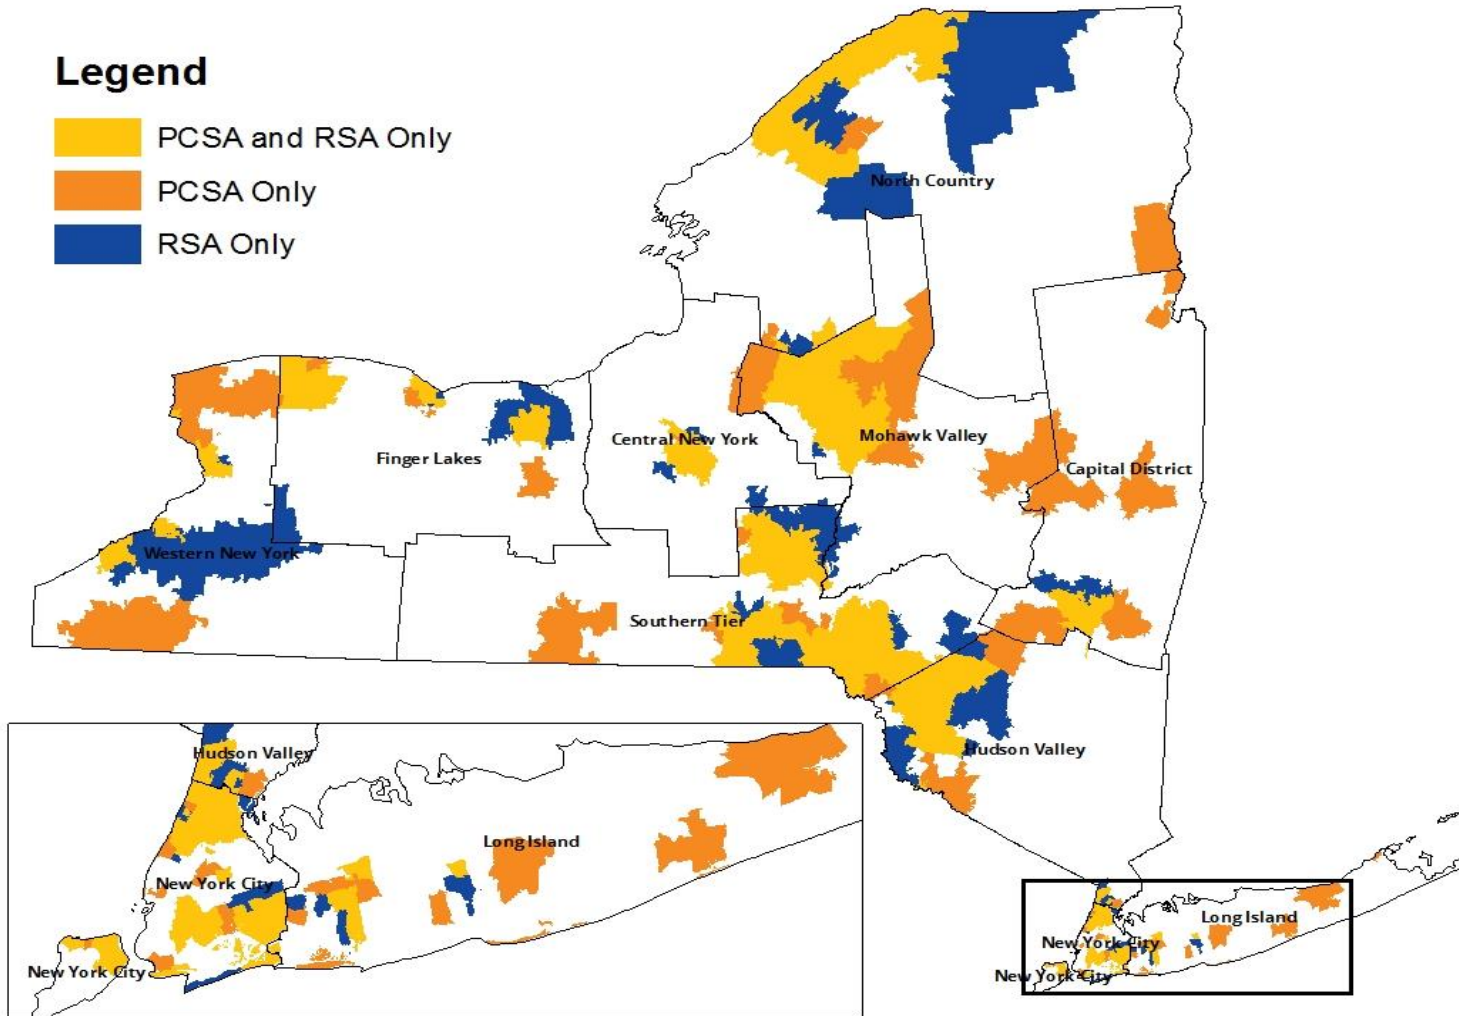 Legend
PCSA and RSA Only
PCSA Only
RSA Only
North Country
Central New York
Mohawk Valley
Finger Lakes
Capital District
Western New York
Southern Tier
Hudson Valley
Hudson Valley
Long Island
New York City
New York City
Long Island
New York City
New York City